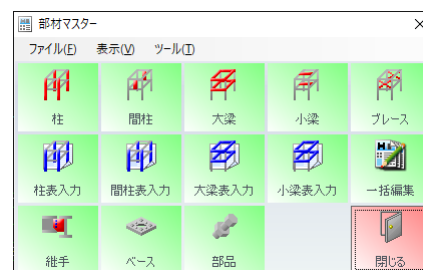 部材マスター
ファイル(F) 表示(V) ツール(T)
柱 間柱 大梁 小梁 ブレース
柱表入力 間柱表入力 大梁表入力 小梁表入力 一括編集
継手 ベース 部品 閉じる